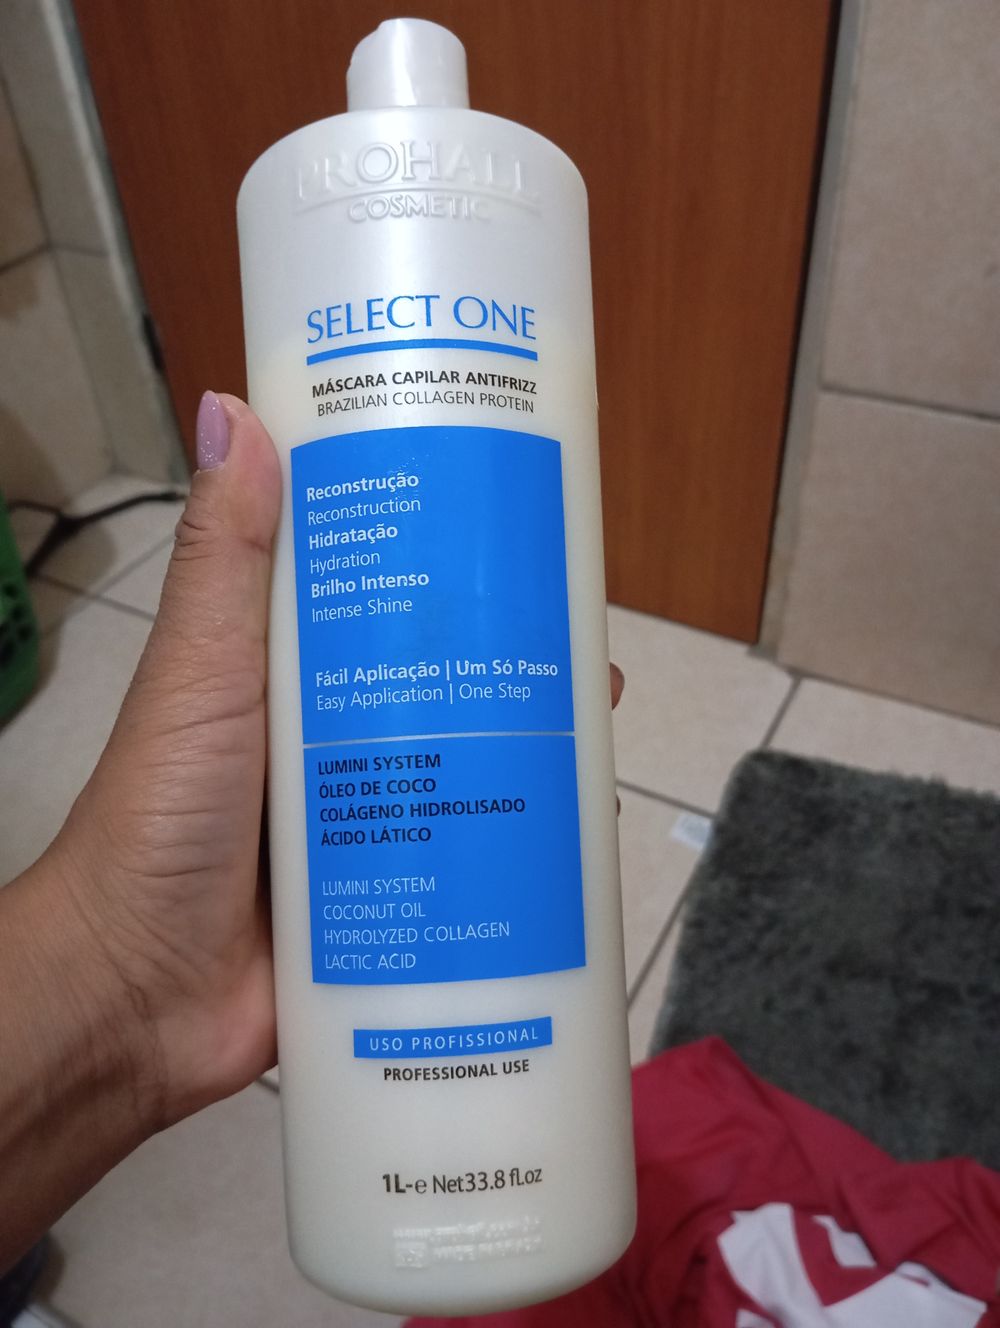 PROHALL
COSMETIC
SELECT ONE
MÁSCARA CAPILAR ANTIFRIZZ
BRAZILIAN COLLAGEN PROTEIN
Reconstrução
Reconstruction
Hidratação
Hydration
Brilho Intenso
Intense Shine
Fácil Aplicação | Um Só Passo
Easy Application | One Step
LUMINI SYSTEM
ÓLEO DE COCO
COLÁGENO HIDROLISADO
ÁCIDO LÁTICO
LUMINI SYSTEM
COCONUT OIL
HYDROLYZED COLLAGEN
LACTIC ACID
USO PROFISSIONAL
PROFESSIONAL USE
1L-e Net33.8 fl.oz